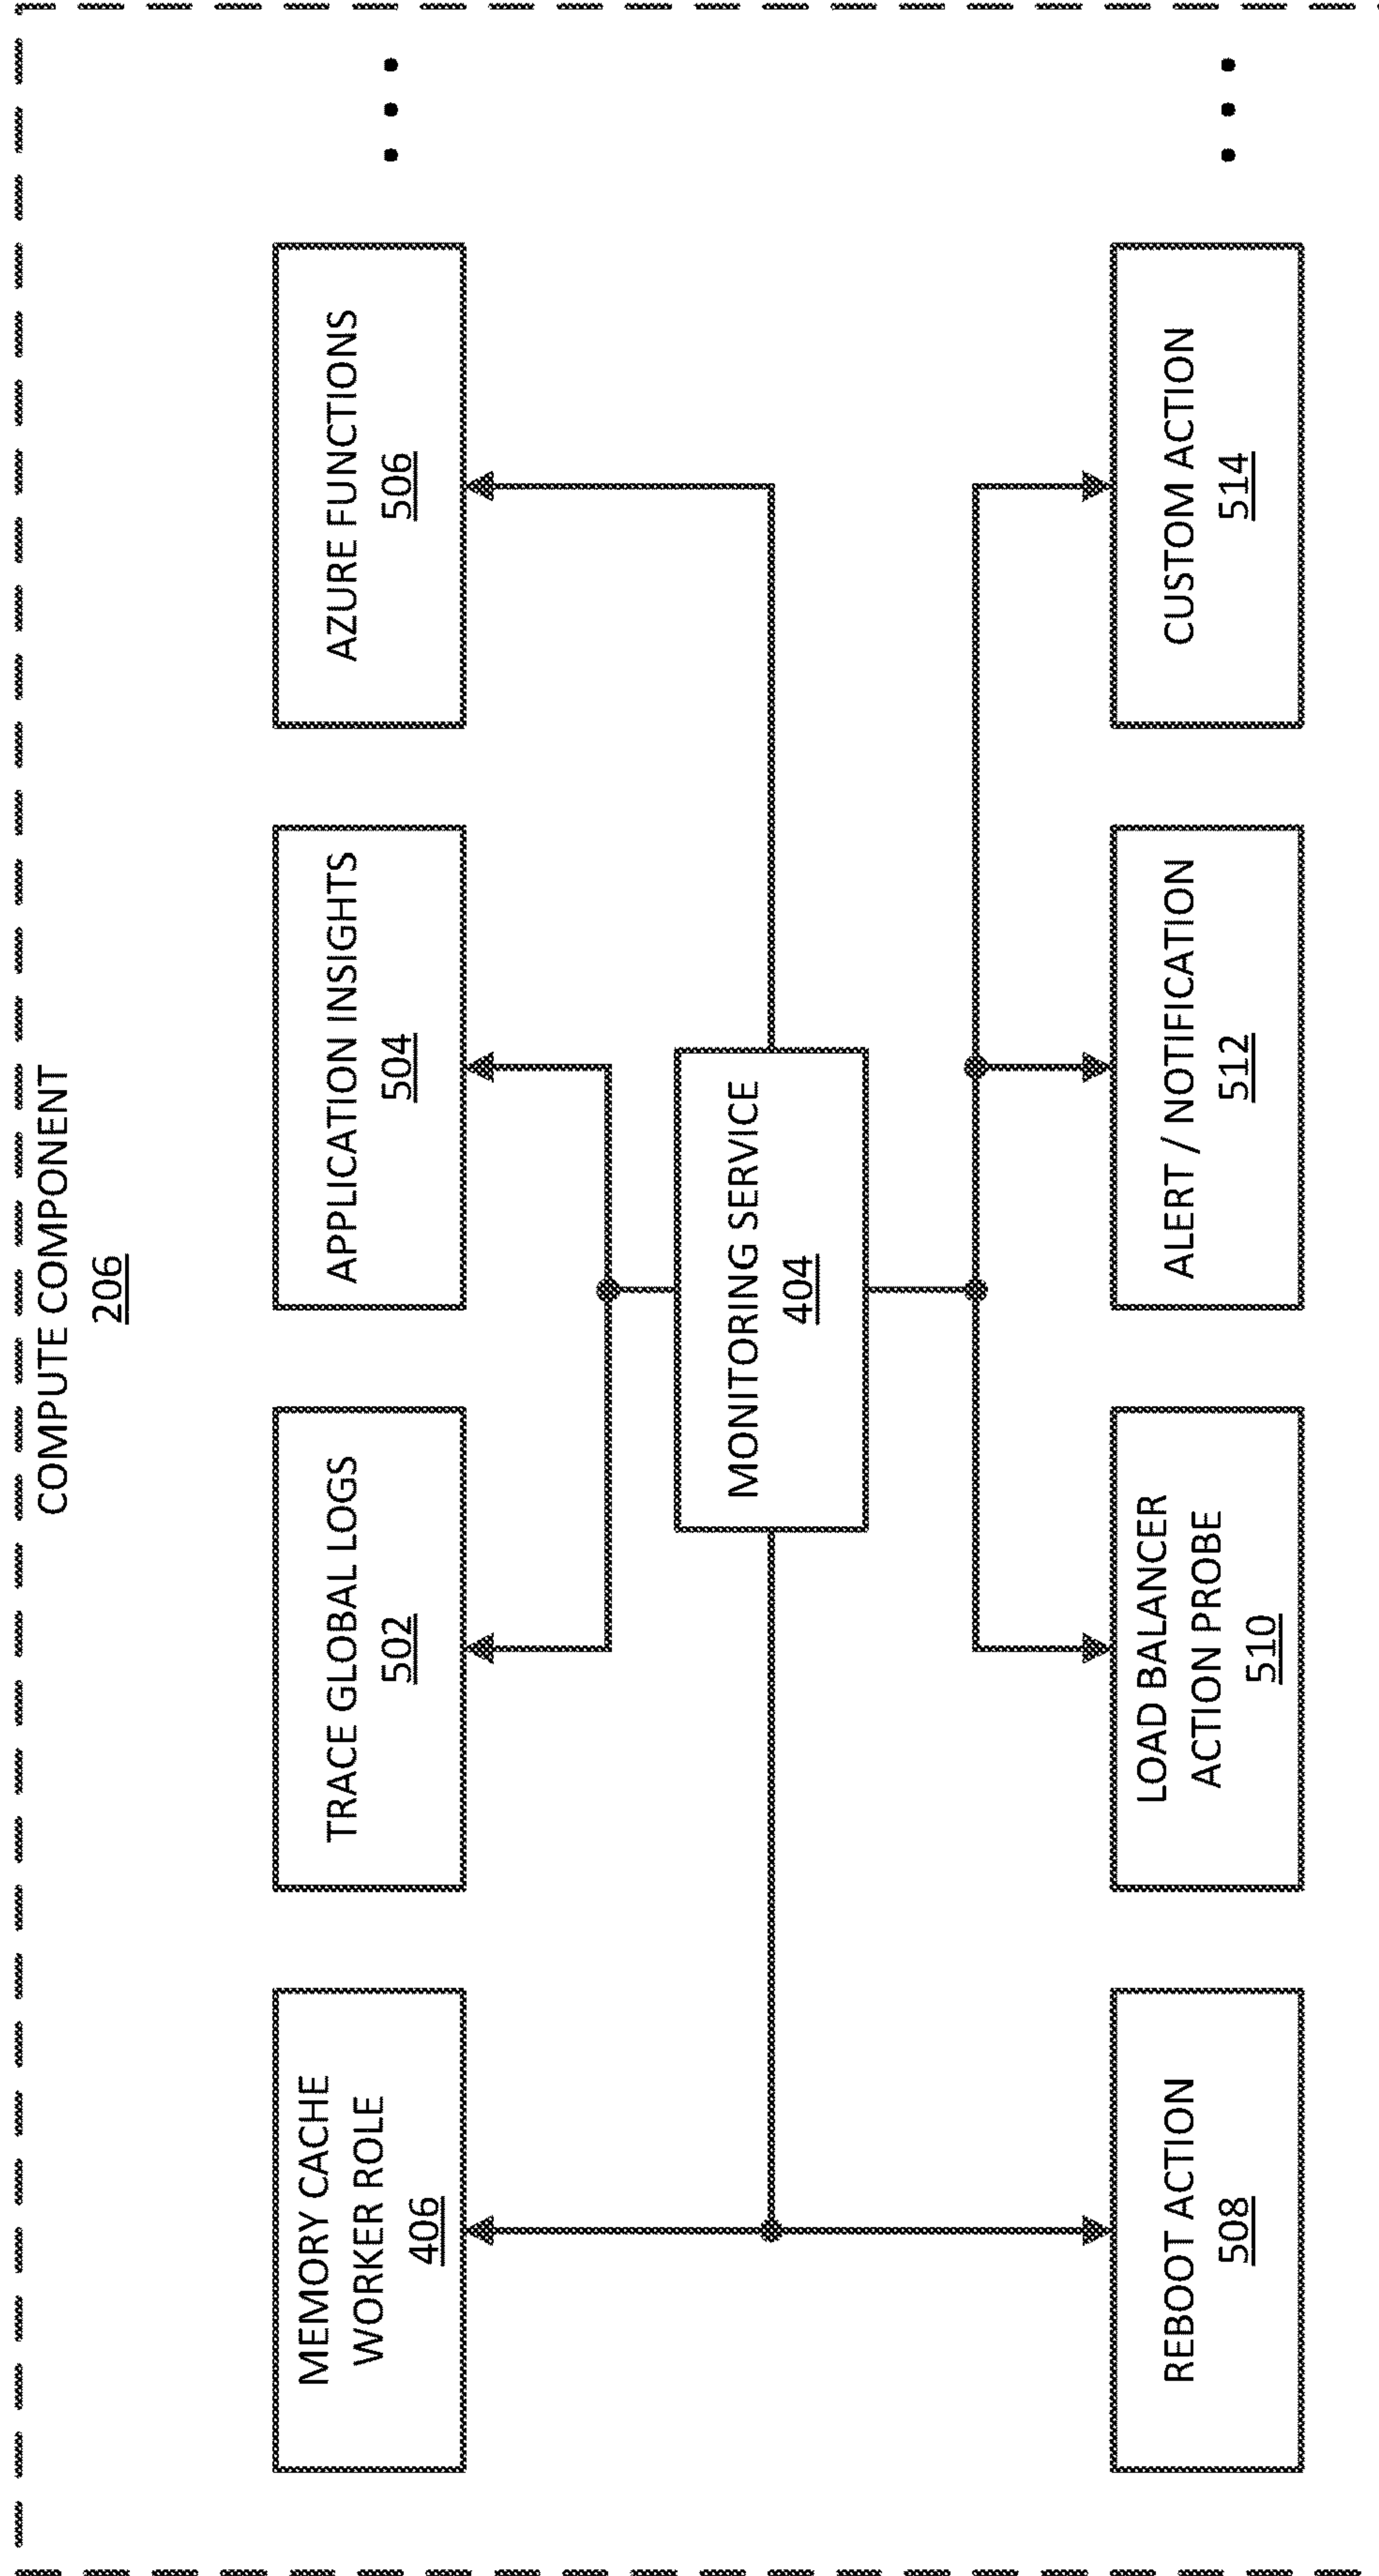 COMPUTE COMPONENT
206
MEMORY CACHE
WORKER ROLE
406
TRACE GLOBAL LOGS
502
APPLICATION INSIGHTS
504
AZURE FUNCTIONS
506
MONITORING SERVICE
404
REBOOT ACTION
508
LOAD BALANCER
ACTION PROBE
510
ALERT / NOTIFICATION
512
CUSTOM ACTION
514